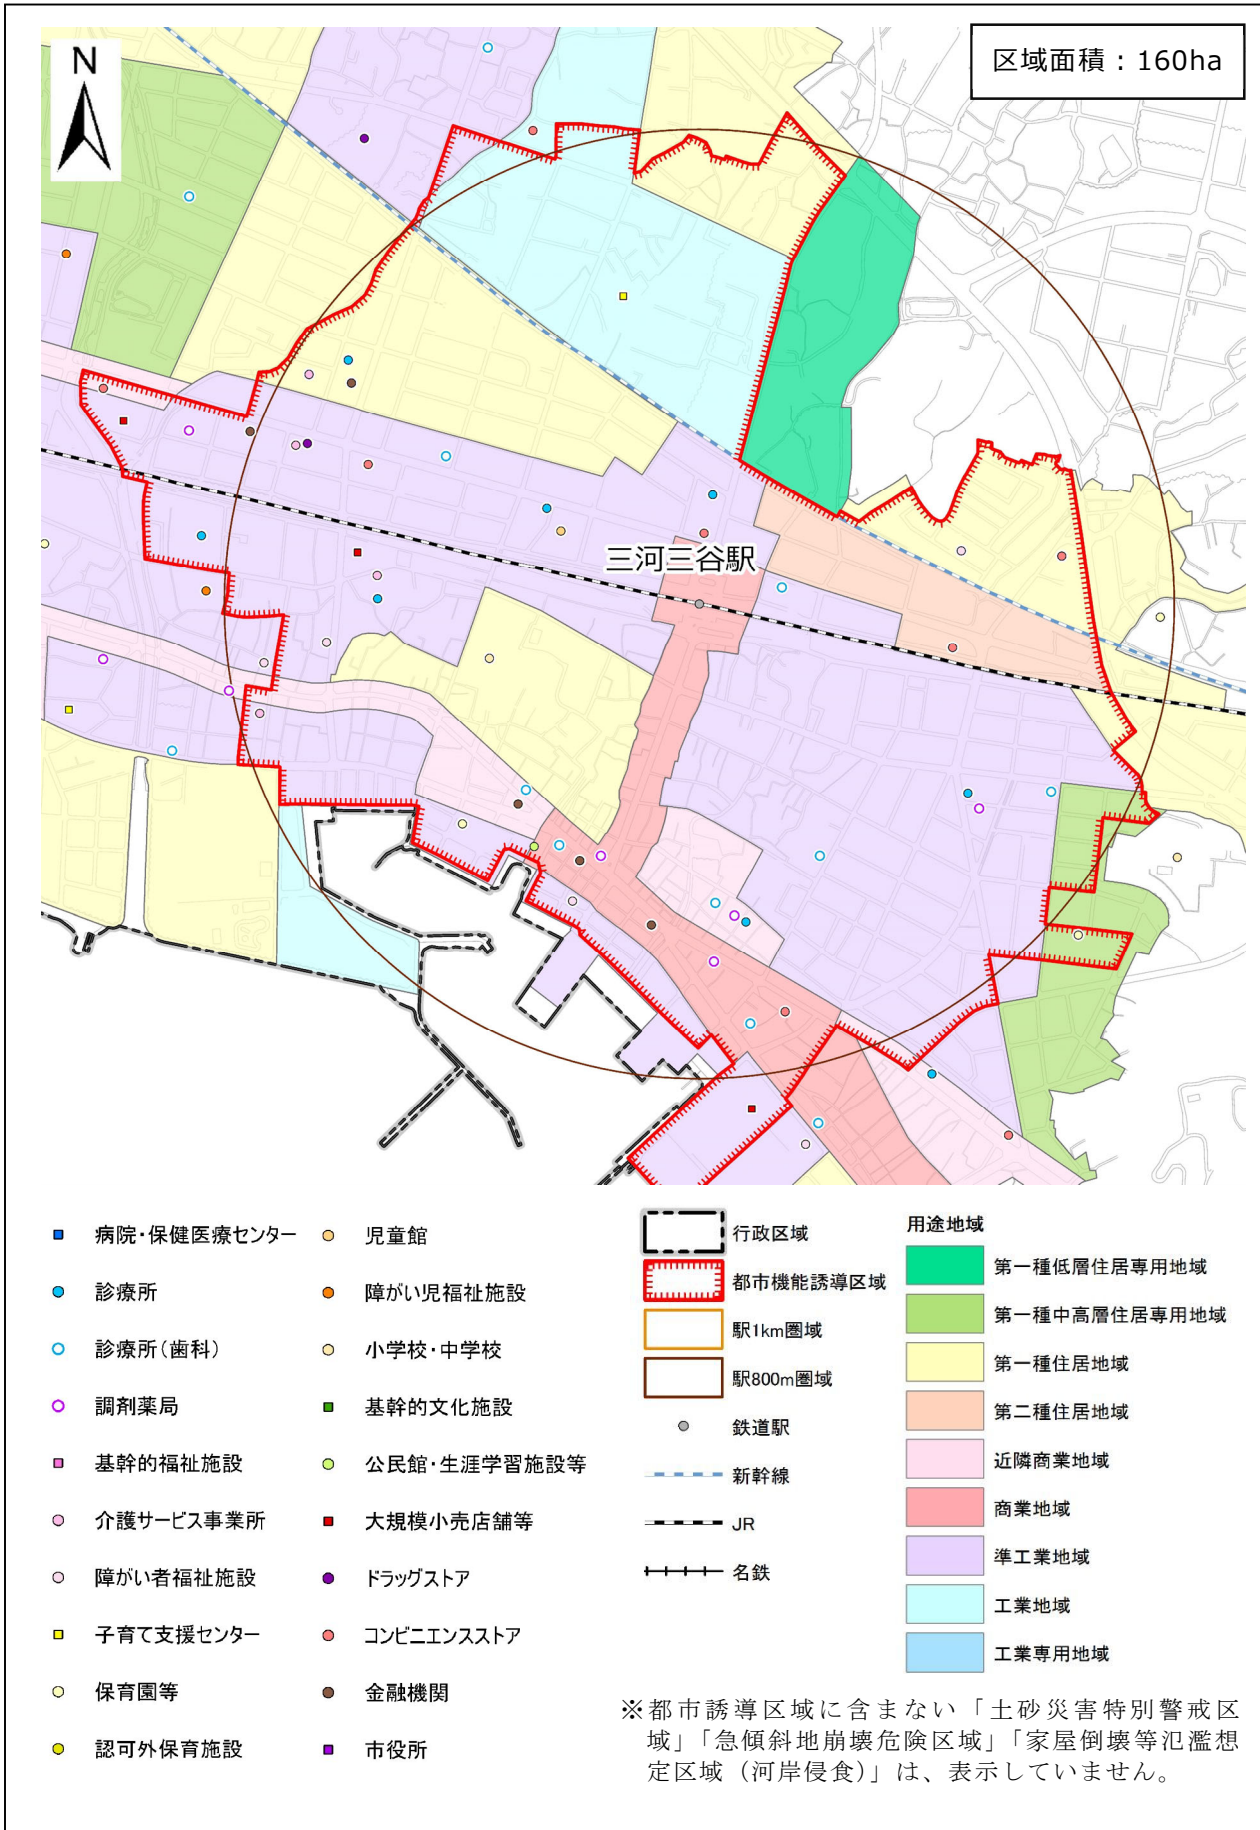 N
区域面積：160ha
三河三谷駅
病院・保健医療センター
診療所
診療所（歯科）
調剤薬局
基幹的福祉施設
介護サービス事業所
障がい者福祉施設
子育て支援センター
保育園等
認可外保育施設
児童館
障がい児福祉施設
小学校・中学校
基幹的文化施設
公民館・生涯学習施設等
大規模小売店舗等
ドラッグストア
コンビニエンスストア
金融機関
市役所
行政区域
都市機能誘導区域
駅1km圏域
駅800m圏域
鉄道駅
新幹線
JR
名鉄
用途地域
第一種低層住居専用地域
第一種中高層住居専用地域
第一種住居地域
第二種住居地域
近隣商業地域
商業地域
準工業地域
工業地域
工業専用地域
※都市誘導区域に含まない「土砂災害特別警戒区
域」「急傾斜地崩壊危険区域」「家屋倒壊等氾濫想
定区域（河岸侵食）」は、表示していません。